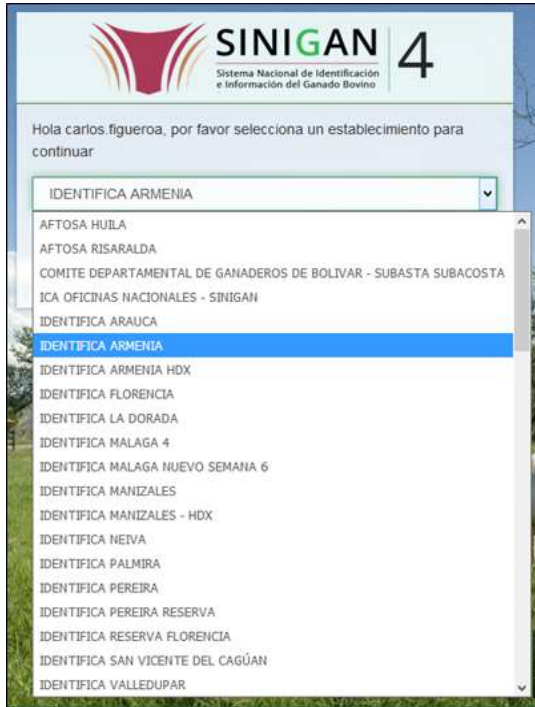 SINIGAN 4
Sistema Nacional de Identificación
e Información del Ganado Bovino
Hola carlos.figueroa, por favor selecciona un establecimiento para
continuar
IDENTIFICA ARMENIA
AFTOSA HUILA
AFTOSA RISARALDA
COMITE DEPARTAMENTAL DE GANADEROS DE BOLIVAR - SUBASTA SUBACOSTA
ICA OFICINAS NACIONALES - SINIGAN
IDENTIFICA ARAUCA
IDENTIFICA ARMENIA
IDENTIFICA ARMENIA HDX
IDENTIFICA FLORENCIA
IDENTIFICA LA DORADA
IDENTIFICA MALAGA 4
IDENTIFICA MALAGA NUEVO SEMANA 6
IDENTIFICA MANIZALES
IDENTIFICA MANIZALES - HDX
IDENTIFICA NEIVA
IDENTIFICA PALMIRA
IDENTIFICA PEREIRA
IDENTIFICA PEREIRA RESERVA
IDENTIFICA RESERVA FLORENCIA
IDENTIFICA SAN VICENTE DEL CAGÚAN
IDENTIFICA VALLEDUPAR